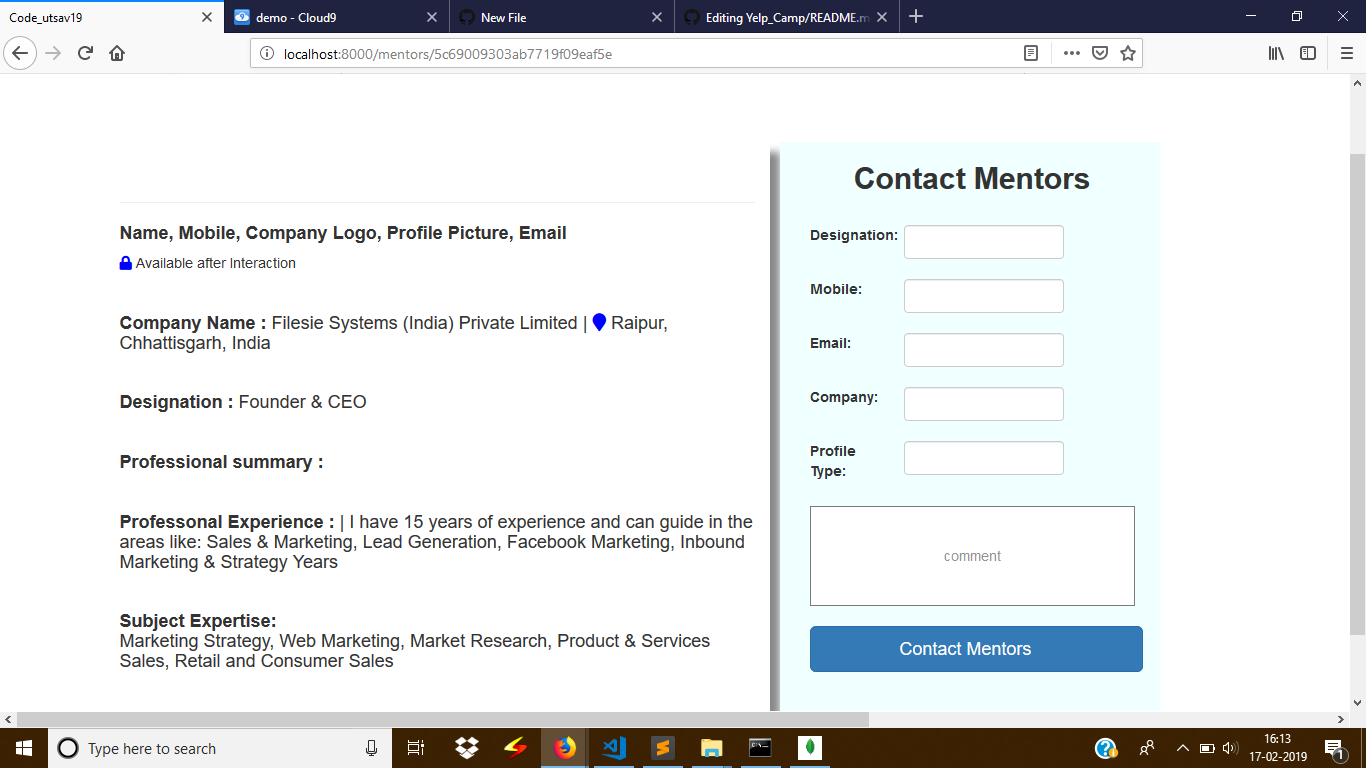 Code_utsav19
demo - Cloud9
New File
Editing Yelp_Camp/README.m
localhost:8000/mentors/5c69009303ab7719f09eaf5e
Name, Mobile, Company Logo, Profile Picture, Email
Available after Interaction
Company Name : Filesie Systems (India) Private Limited | Raipur,
Chhattisgarh, India
Designation : Founder & CEO
Professional summary :
Professonal Experience : | I have 15 years of experience and can guide in the
areas like: Sales & Marketing, Lead Generation, Facebook Marketing, Inbound
Marketing & Strategy Years
Subject Expertise:
Marketing Strategy, Web Marketing, Market Research, Product & Services
Sales, Retail and Consumer Sales
Contact Mentors
Designation:
Mobile:
Email:
Company:
Profile
Type:
comment
Contact Mentors
Type here to search
16:13
17-02-2019
1